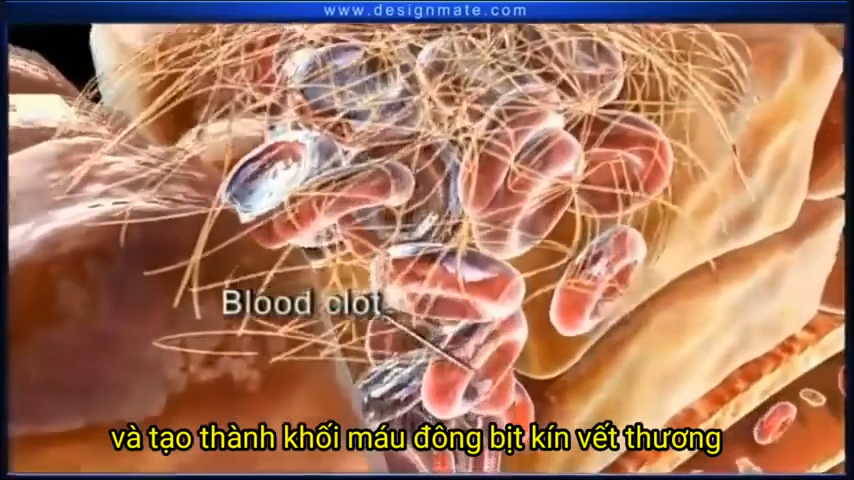 www.designmate.com
Blood clot
và tạo thành khối máu đông bịt kín vết thương